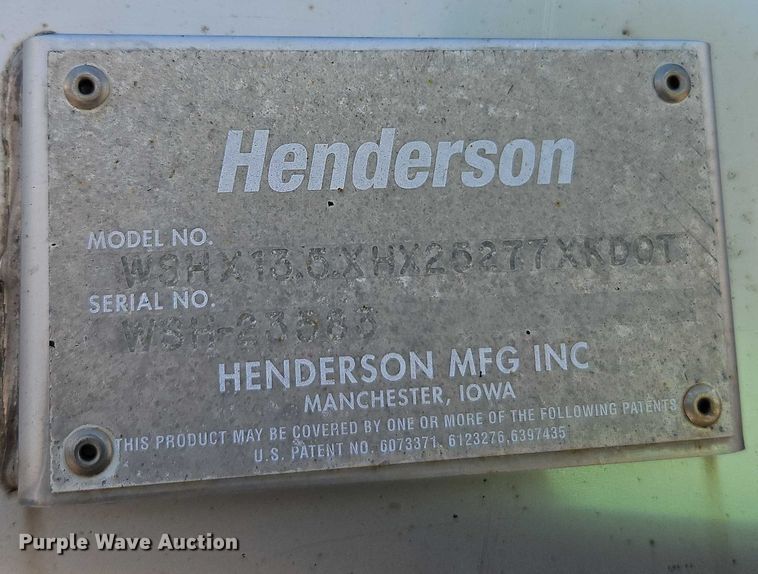 Henderson
MODEL NO.
WSHX13.5XHX25277XKDOT
SERIAL NO.
HENDERSON MFG INC
MANCHESTER, IOWA
THIS PRODUCT MAY BE COVERED BY ONE OR MORE OF THE FOLLOWING PATENTS
U.S. PATENT NO. 6073371, 6123276,6397435
Purple Wave Auction